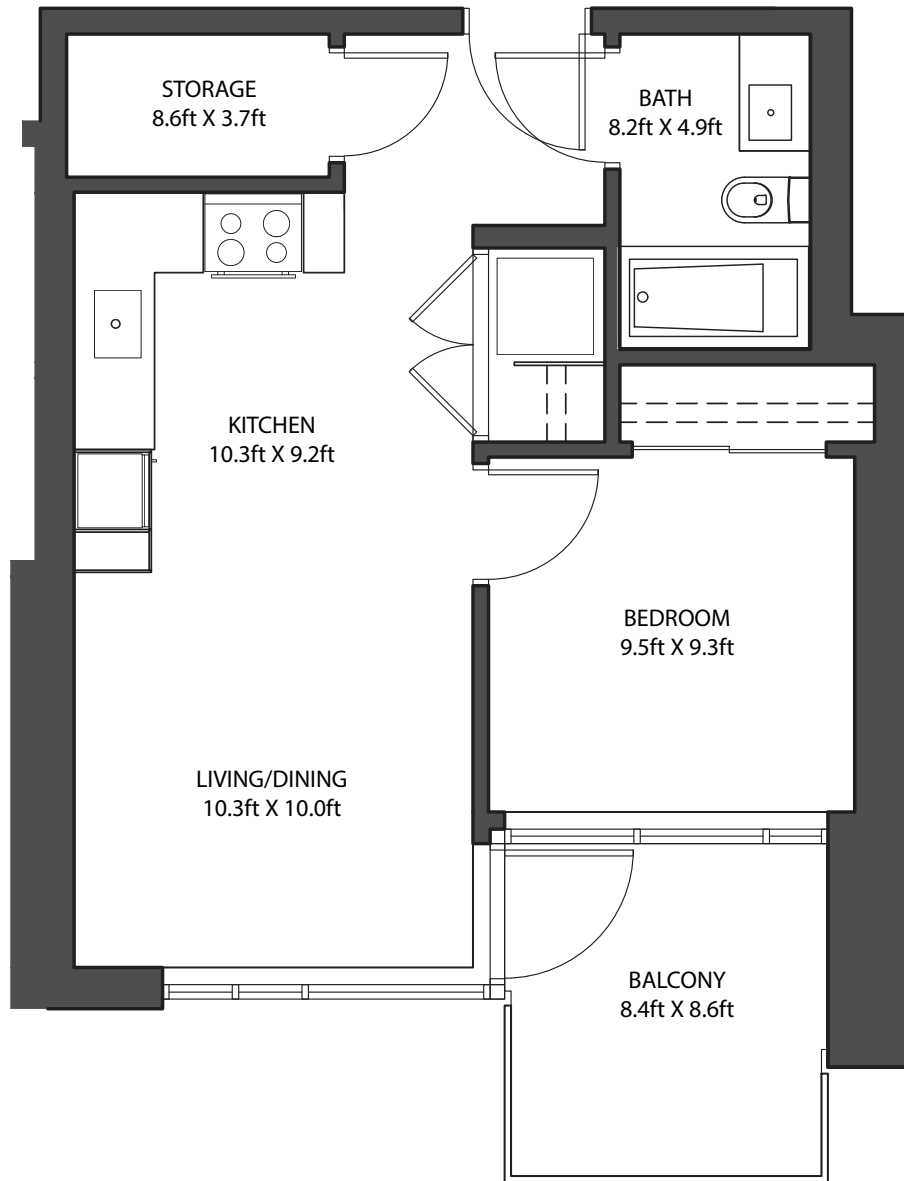 STORAGE
8.6ft X 3.7ft
BATH
8.2ft X 4.9ft
KITCHEN
10.3ft X 9.2ft
BEDROOM
9.5ft X 9.3ft
LIVING/DINING
10.3ft X 10.0ft
BALCONY
8.4ft X 8.6ft